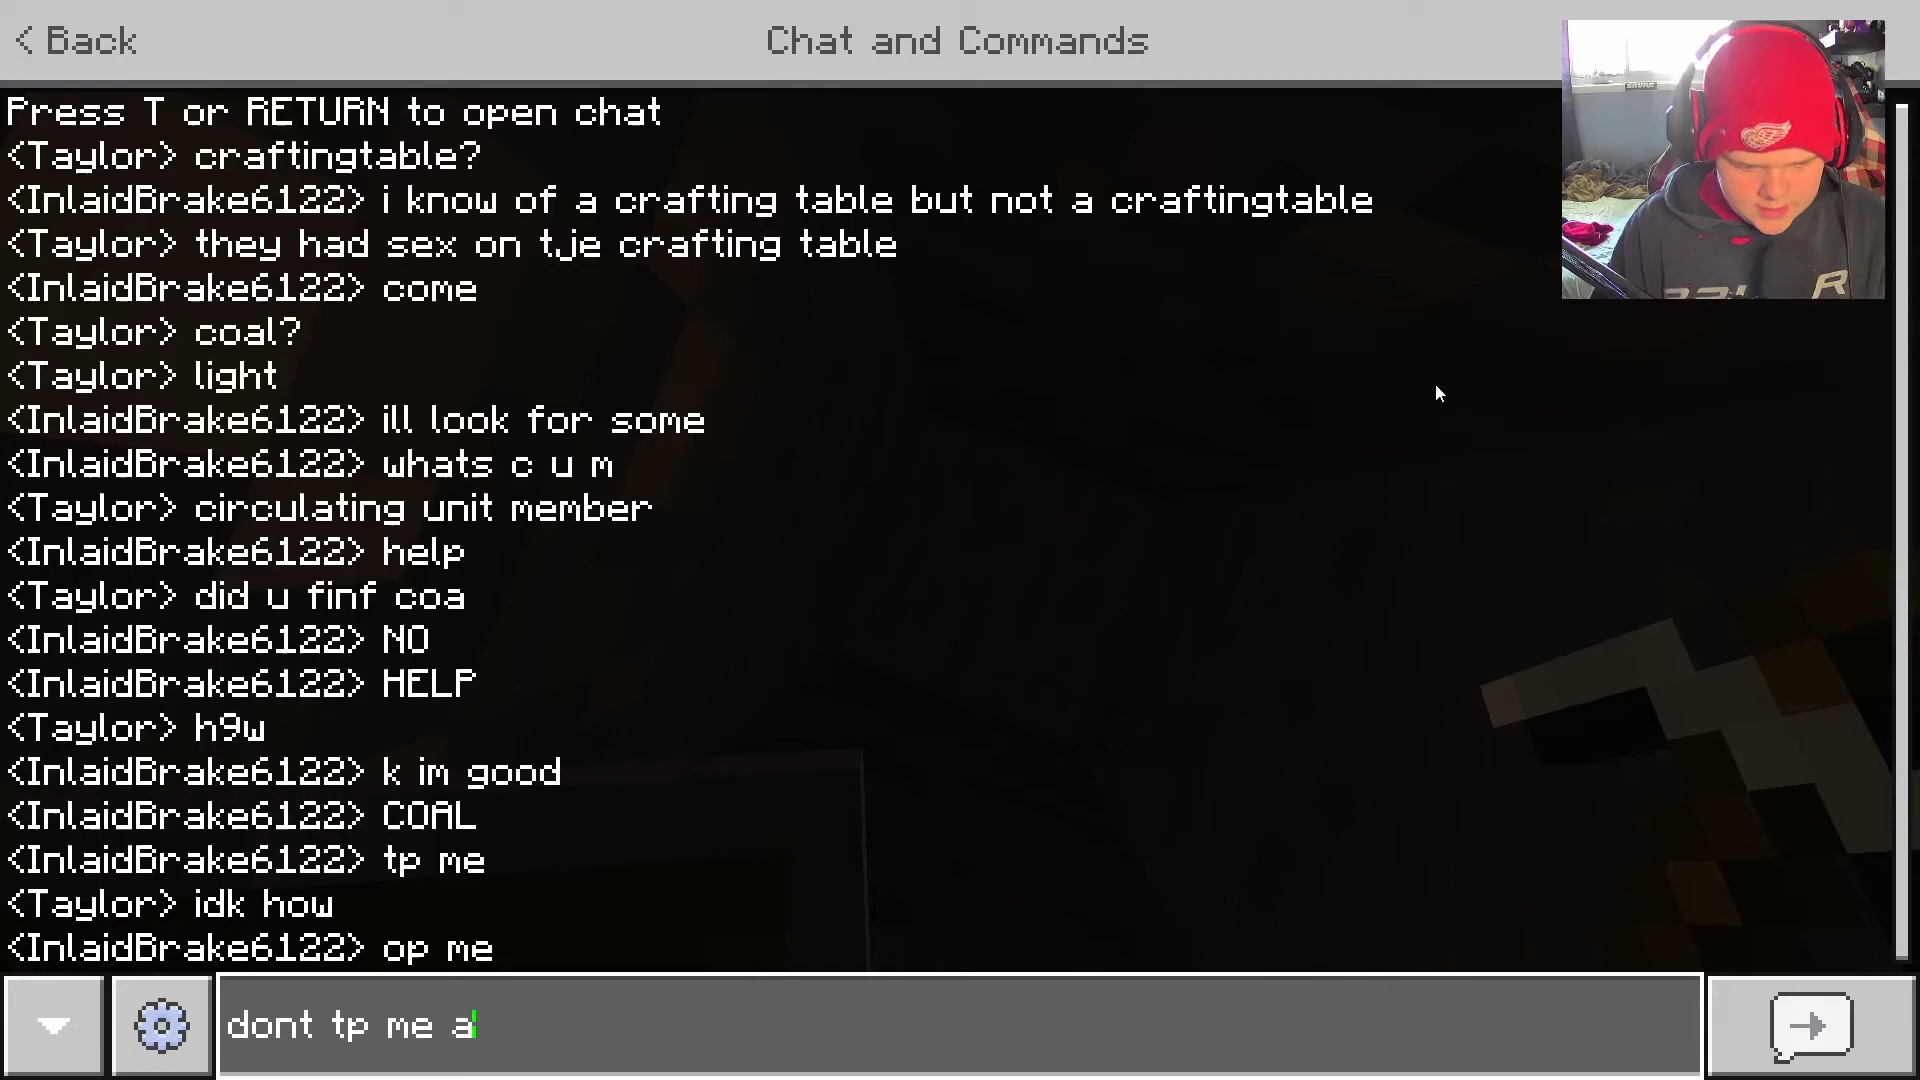 < Back
Chat and Commands
Press T or RETURN to open chat
<Taylor> craftingtable?
<InlaidBrake6122> i know of a crafting table but not a craftingtable
<Taylor> they had sex on tje crafting table
<InlaidBrake6122> come
<Taylor> coal?
<Taylor> light
<InlaidBrake6122> ill look for some
<InlaidBrake6122> whats c u m
<Taylor> circulating unit member
<InlaidBrake6122> help
<Taylor> did u finf coa
<InlaidBrake6122> NO
<InlaidBrake6122> HELP
<Taylor> h9w
<InlaidBrake6122> k im good
<InlaidBrake6122> COAL
<InlaidBrake6122> tp me
<Taylor> idk how
<InlaidBrake6122> op me
dont tp me a